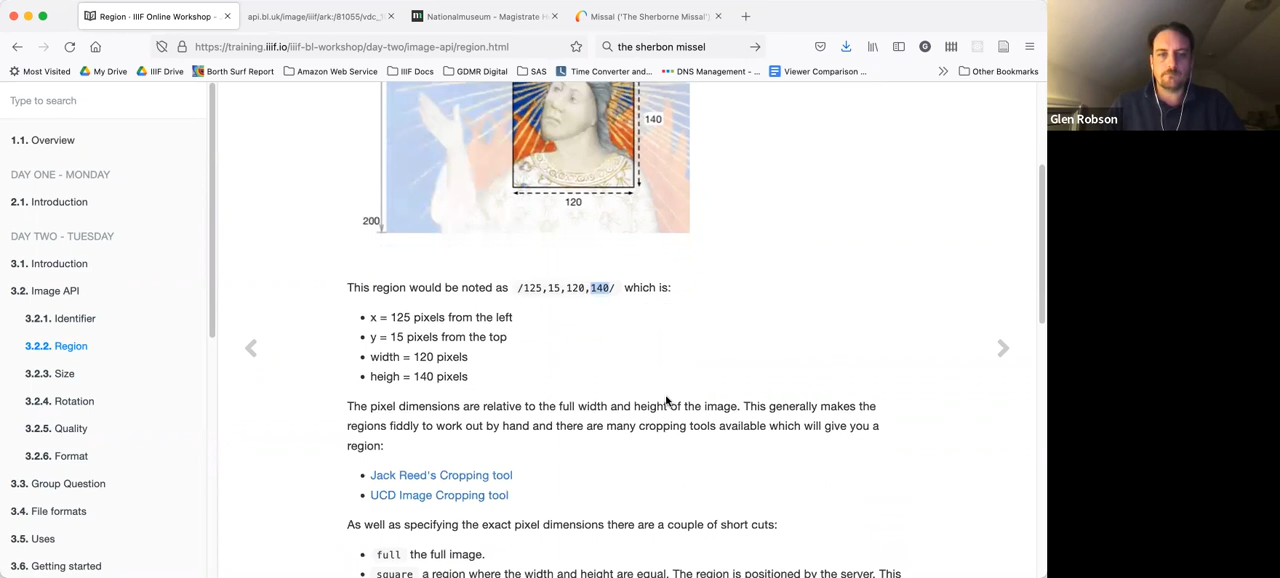 Region · IIIF Online Workshop -
api.bl.uk/image/iiif/ark:/81055/vdc_
Nationalmuseum - Magistrate H
Missal ('The Sherborne Missal')
https://training.iiif.io/iiif-bl-workshop/day-two/image-api/region.html
the sherbon missel
Most Visited
My Drive
IIIF Drive
Borth Surf Report
Amazon Web Service
IIIF Docs
GDMR Digital
SAS
Time Converter and...
DNS Management - ...
Viewer Comparison ...
Other Bookmarks
Type to search
1.1. Overview
DAY ONE - MONDAY
2.1. Introduction
DAY TWO - TUESDAY
3.1. Introduction
3.2. Image API
3.2.1. Identifier
3.2.2. Region
3.2.3. Size
3.2.4. Rotation
3.2.5. Quality
3.2.6. Format
3.3. Group Question
3.4. File formats
3.5. Uses
3.6. Getting started
140
120
200
This region would be noted as /125,15,120,140/ which is:
x = 125 pixels from the left
y = 15 pixels from the top
width = 120 pixels
heigh = 140 pixels
The pixel dimensions are relative to the full width and height of the image. This generally makes the
regions fiddly to work out by hand and there are many cropping tools available which will give you a
region:
Jack Reed's Cropping tool
UCD Image Cropping tool
As well as specifying the exact pixel dimensions there are a couple of short cuts:
full the full image.
square a region where the width and height are equal. The region is positioned by the server. This
Glen Robson